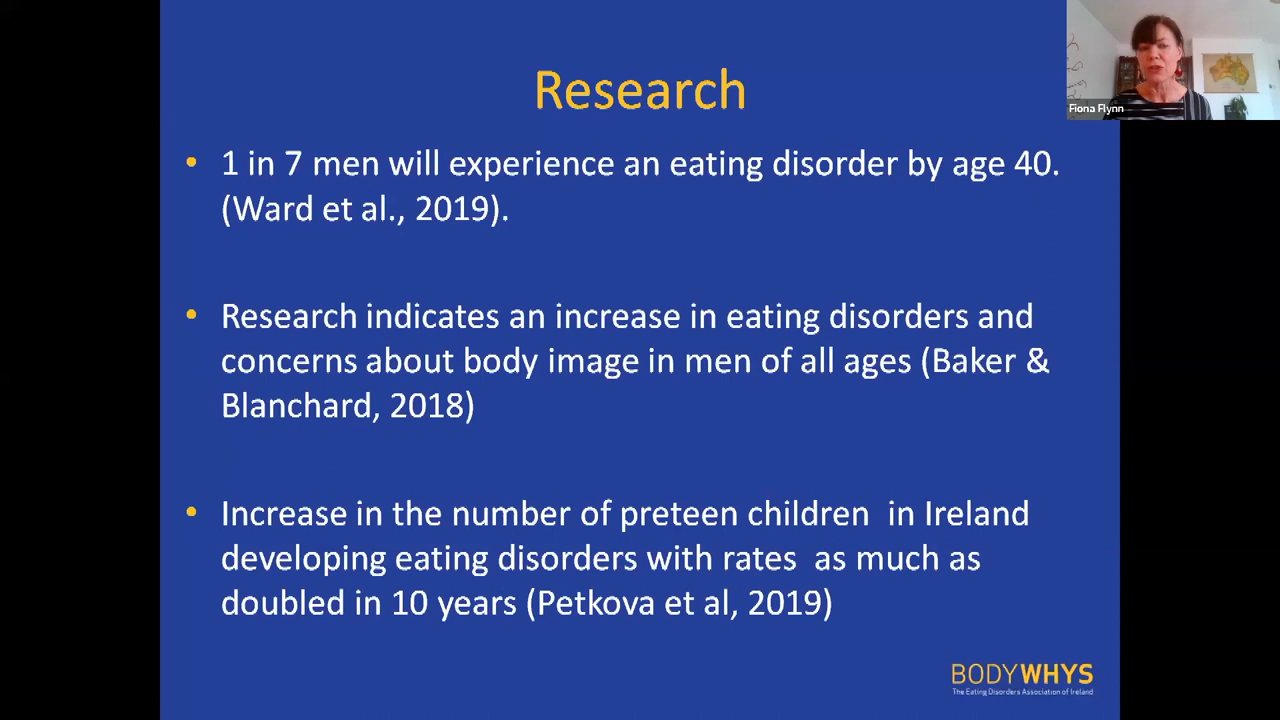 Research
• 1 in 7 men will experience an eating disorder by age 40.
(Ward et al., 2019).
• Research indicates an increase in eating disorders and
concerns about body image in men of all ages (Baker &
Blanchard, 2018)
• Increase in the number of preteen children  in Ireland
developing eating disorders with rates  as much as
doubled in 10 years (Petkova et al, 2019)
BODYWHYS
The Eating Disorders Association of Ireland
Fiona Flynn